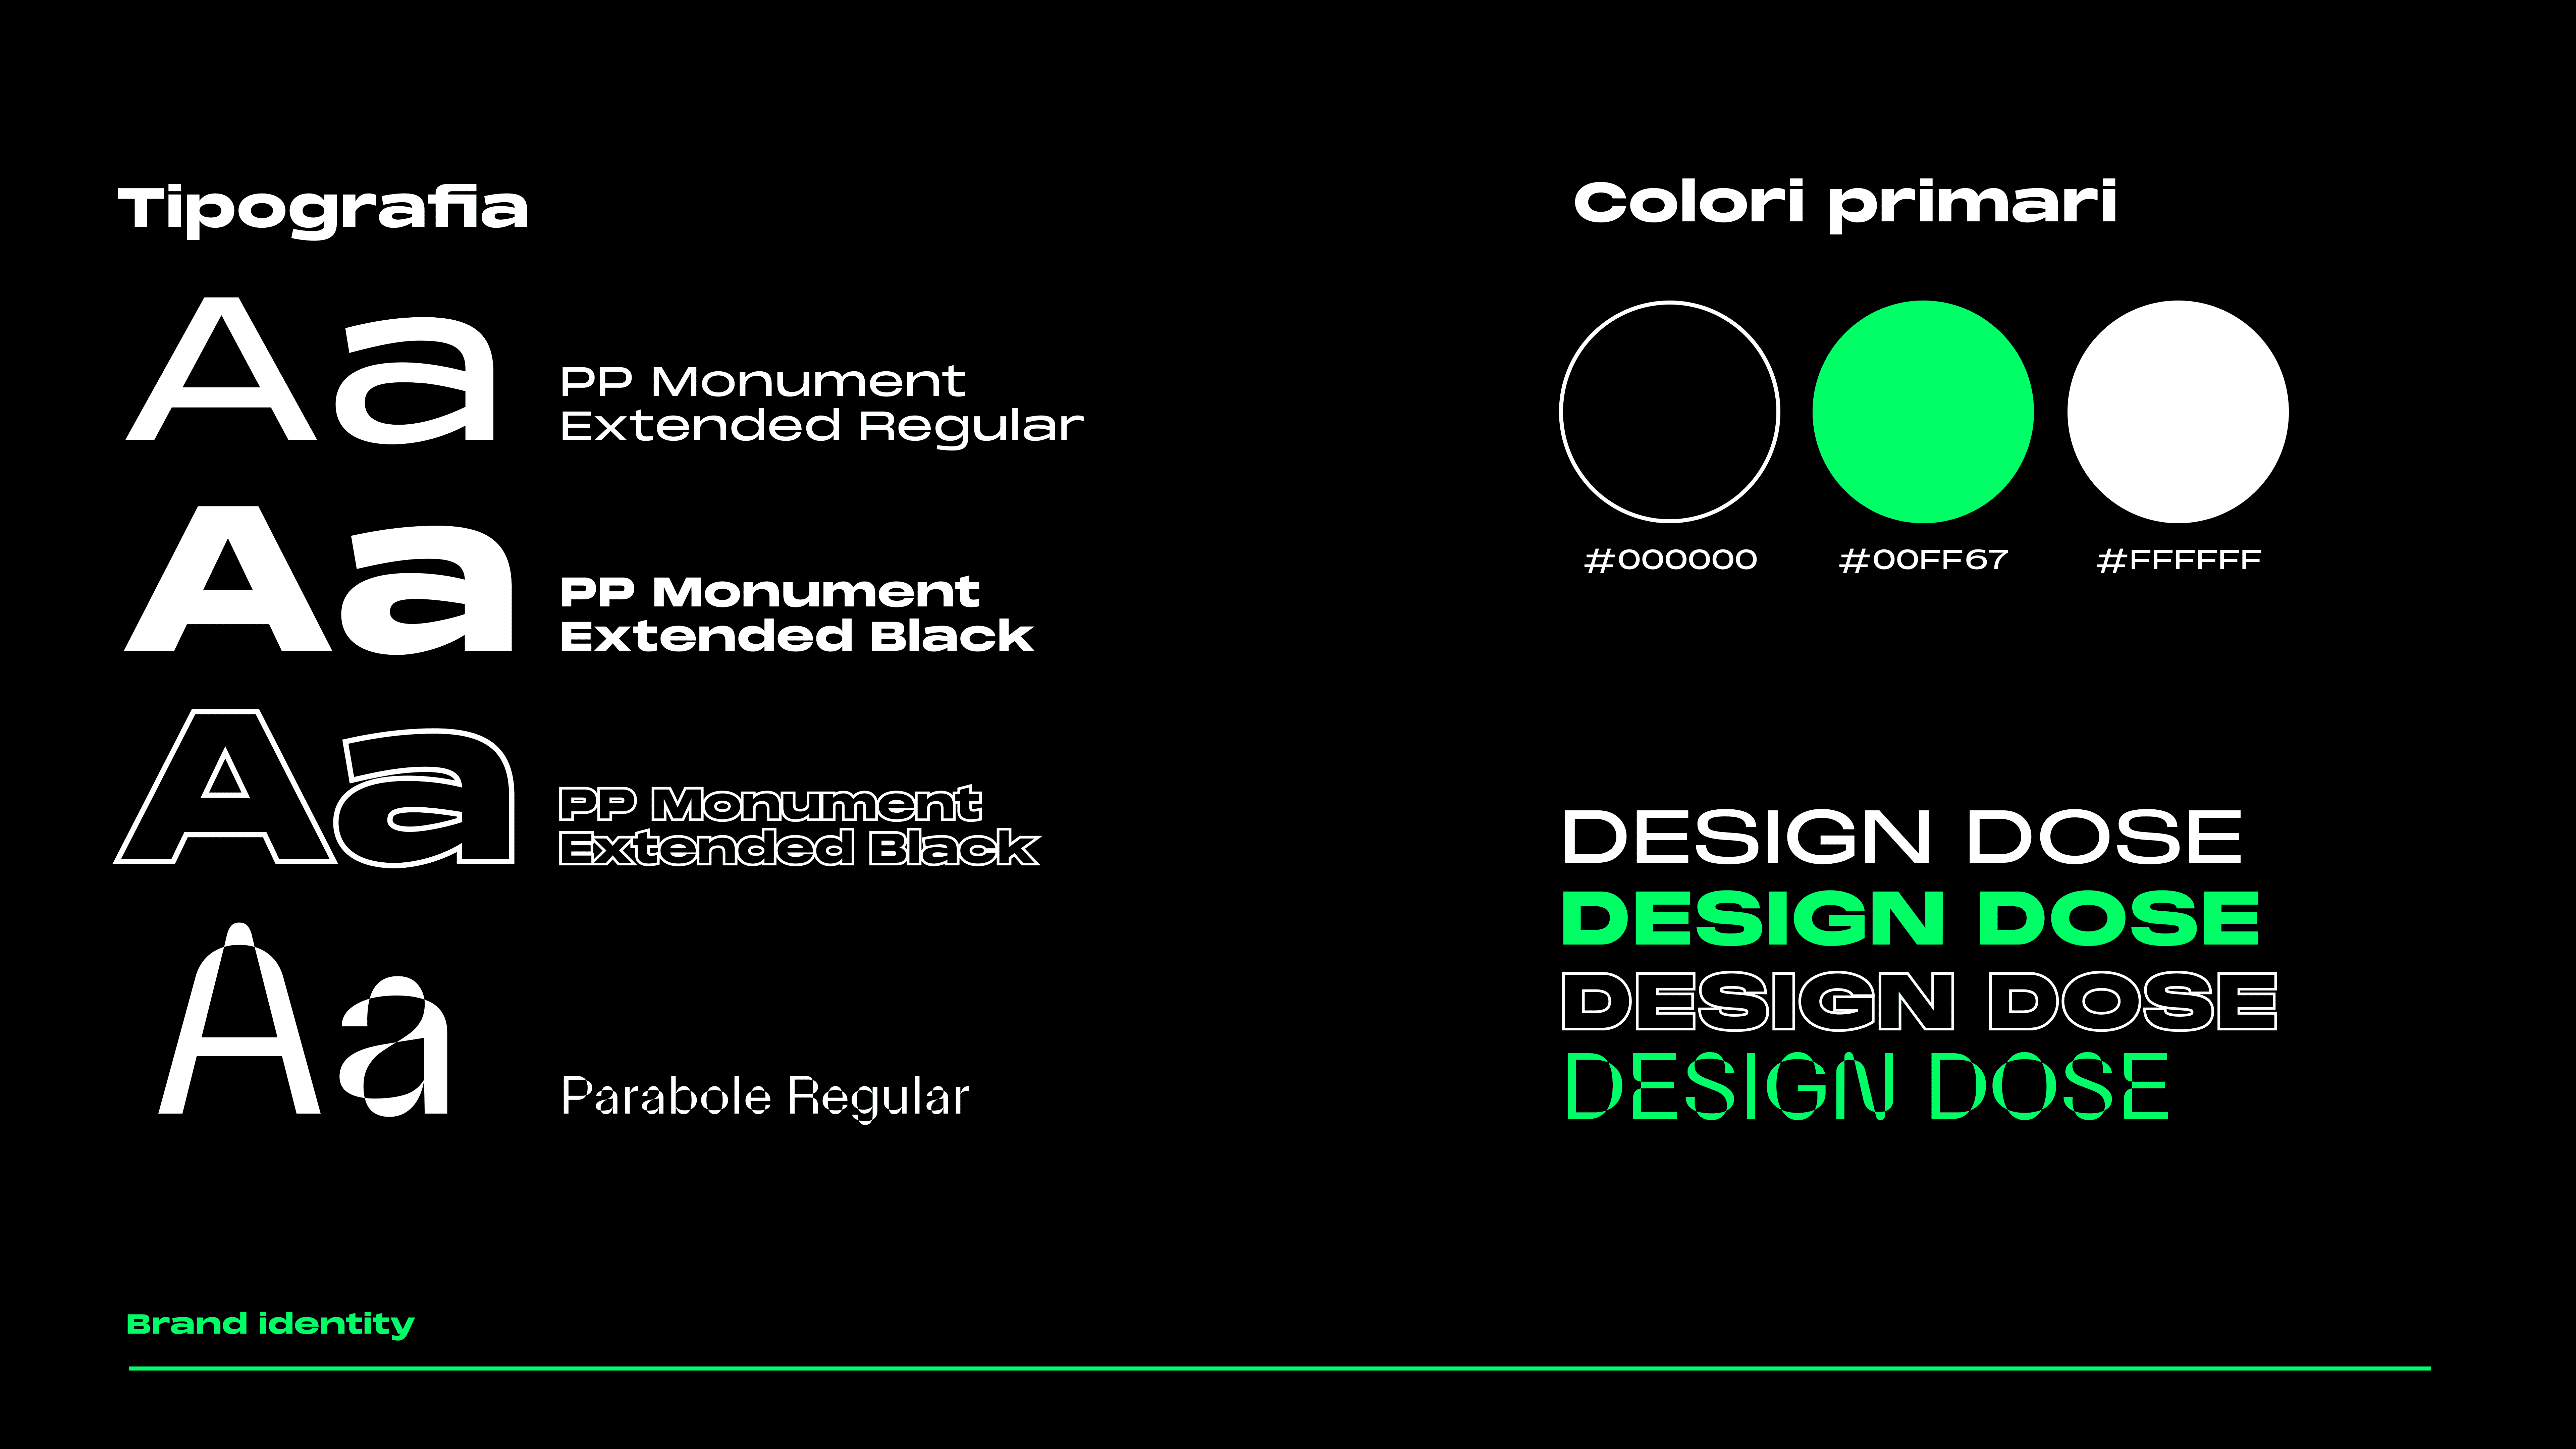 Tipografia
Aa
PP Monument
Extended Regular
Aa
PP Monument
Extended Black
Aa
PP Monument
Extended Black
Aa
Parabole Regular
Colori primari
#000000
#00FF67
#FFFFFF
DESIGN DOSE
DESIGN DOSE
DESIGN DOSE
DESIGN DOSE
Brand identity